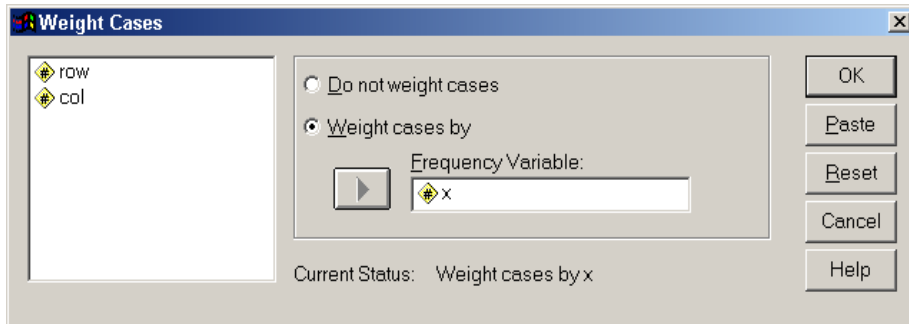 Weight Cases
row
col
Do not weight cases
Weight cases by
Frequency Variable:
x
Current Status: Weight cases by x
OK
Paste
Reset
Cancel
Help